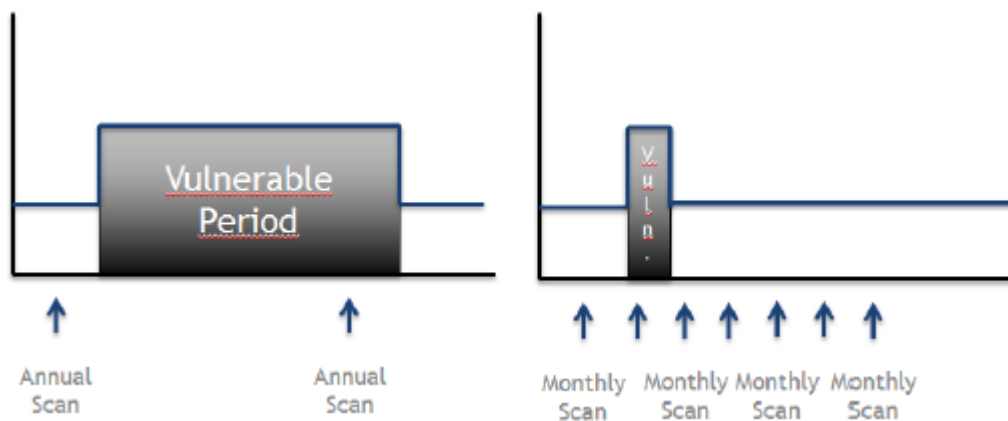 Vulnerable
Period
V
u
l
n
.
Annual
Scan
Annual
Scan
Monthly
Scan
Monthly
Scan
Monthly
Scan
Monthly
Scan